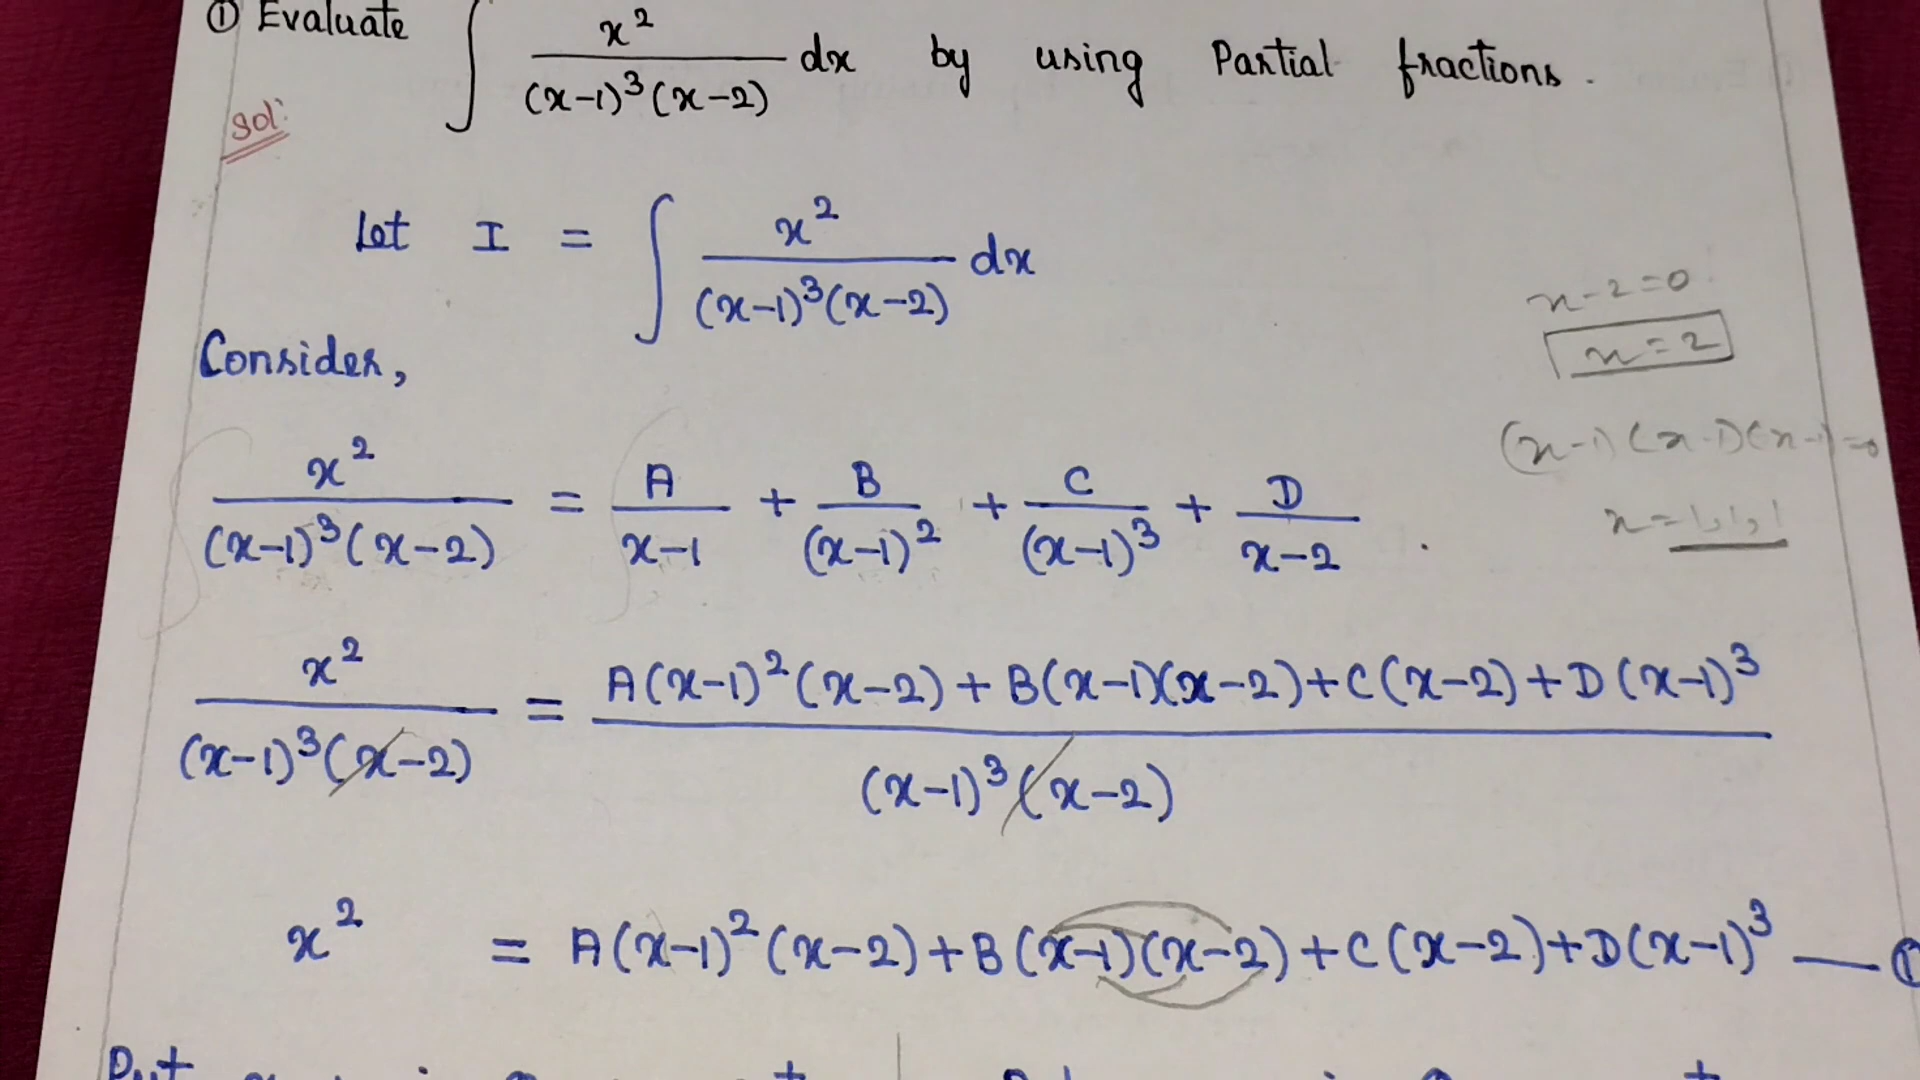 ① Evaluate ∫ x²/((x-1)³(x-2)) dx by using Partial fractions.
Sol:
Let I = ∫ x²/((x-1)³(x-2)) dx
x-2=0
x=2
Consider,
(x-1)(x-1)(x-1)=0
x=1,1,1
x²/((x-1)³(x-2)) = A/(x-1) + B/(x-1)² + C/(x-1)³ + D/(x-2).
x²/((x-1)³(x-2)) = (A(x-1)²(x-2)+B(x-1)(x-2)+C(x-2)+D(x-1)³)/((x-1)³(x-2))
x² = A(x-1)²(x-2)+B(x-1)(x-2)+C(x-2)+D(x-1)³ — ①
Put